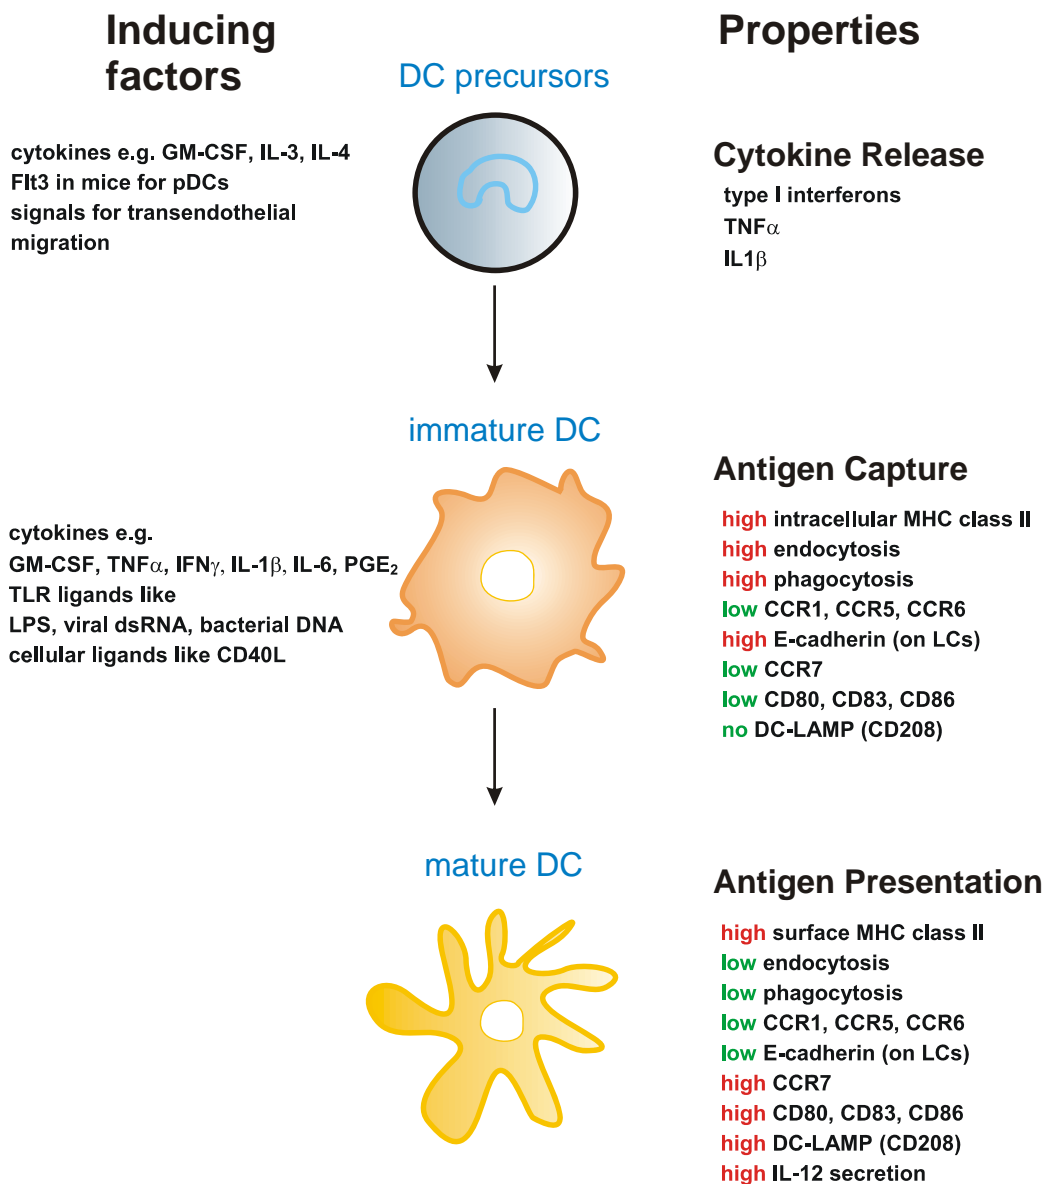 Inducing
factors
Properties
DC precursors
cytokines e.g. GM-CSF, IL-3, IL-4
Flt3 in mice for pDCs
signals for transendothelial
migration
Cytokine Release
type I interferons
TNFα
IL1β
immature DC
cytokines e.g.
GM-CSF, TNFα, IFNγ, IL-1β, IL-6, PGE₂
TLR ligands like
LPS, viral dsRNA, bacterial DNA
cellular ligands like CD40L
Antigen Capture
high intracellular MHC class II
high endocytosis
high phagocytosis
low CCR1, CCR5, CCR6
high E-cadherin (on LCs)
low CCR7
low CD80, CD83, CD86
no DC-LAMP (CD208)
mature DC
Antigen Presentation
high surface MHC class II
low endocytosis
low phagocytosis
low CCR1, CCR5, CCR6
low E-cadherin (on LCs)
high CCR7
high CD80, CD83, CD86
high DC-LAMP (CD208)
high IL-12 secretion